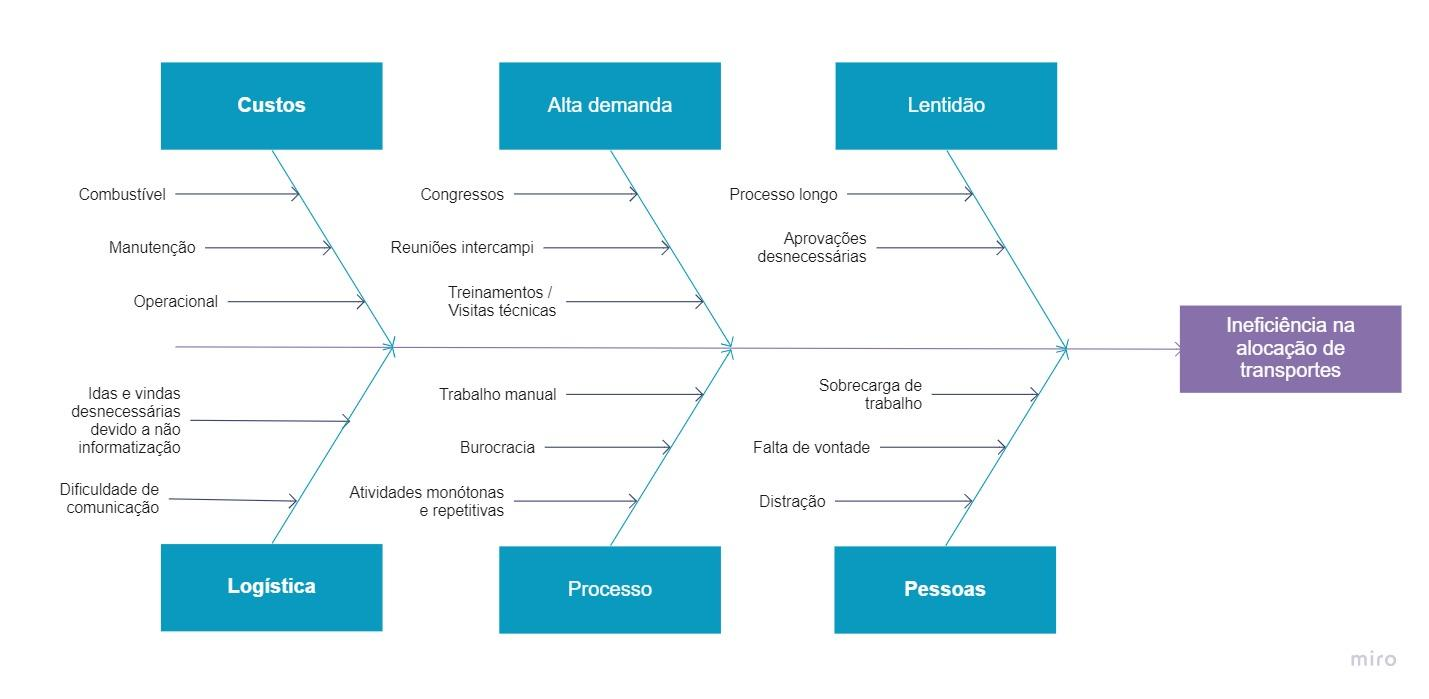 Custos
Alta demanda
Lentidão
Combustível
Congressos
Processo longo
Manutenção
Reuniões intercampi
Aprovações
desnecessárias
Operacional
Treinamentos /
Visitas técnicas
Ineficiência na
alocação de
transportes
Idas e vindas
desnecessárias
devido a não
informatização
Trabalho manual
Sobrecarga de
trabalho
Burocracia
Falta de vontade
Dificuldade de
comunicação
Atividades monótonas
e repetitivas
Distração
Logística
Processo
Pessoas
miro